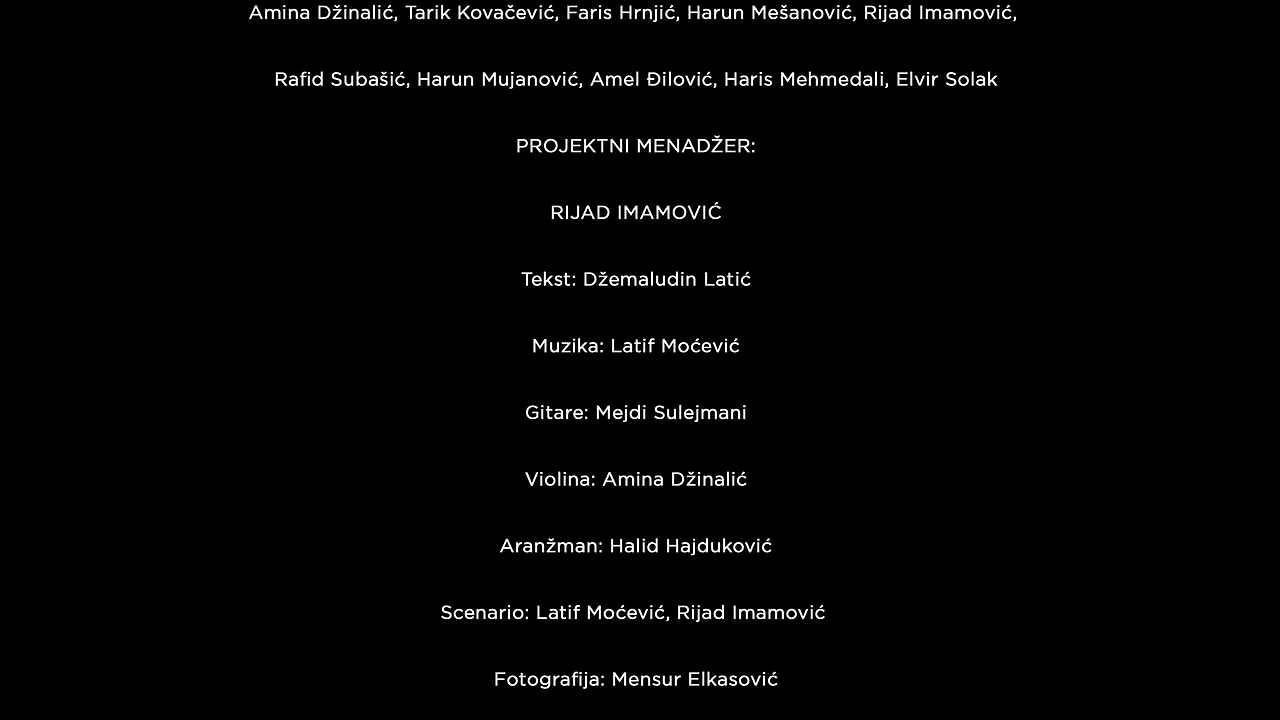 Amina Džinalić, Tarik Kovačević, Faris Hrnjić, Harun Mešanović, Rijad Imamović,
Rafid Subašić, Harun Mujanović, Amel Đilović, Haris Mehmedali, Elvir Solak
PROJEKTNI MENADŽER:
RIJAD IMAMOVIĆ
Tekst: Džemaludin Latić
Muzika: Latif Moćević
Gitare: Mejdi Sulejmani
Violina: Amina Džinalić
Aranžman: Halid Hajduković
Scenario: Latif Moćević, Rijad Imamović
Fotografija: Mensur Elkasović